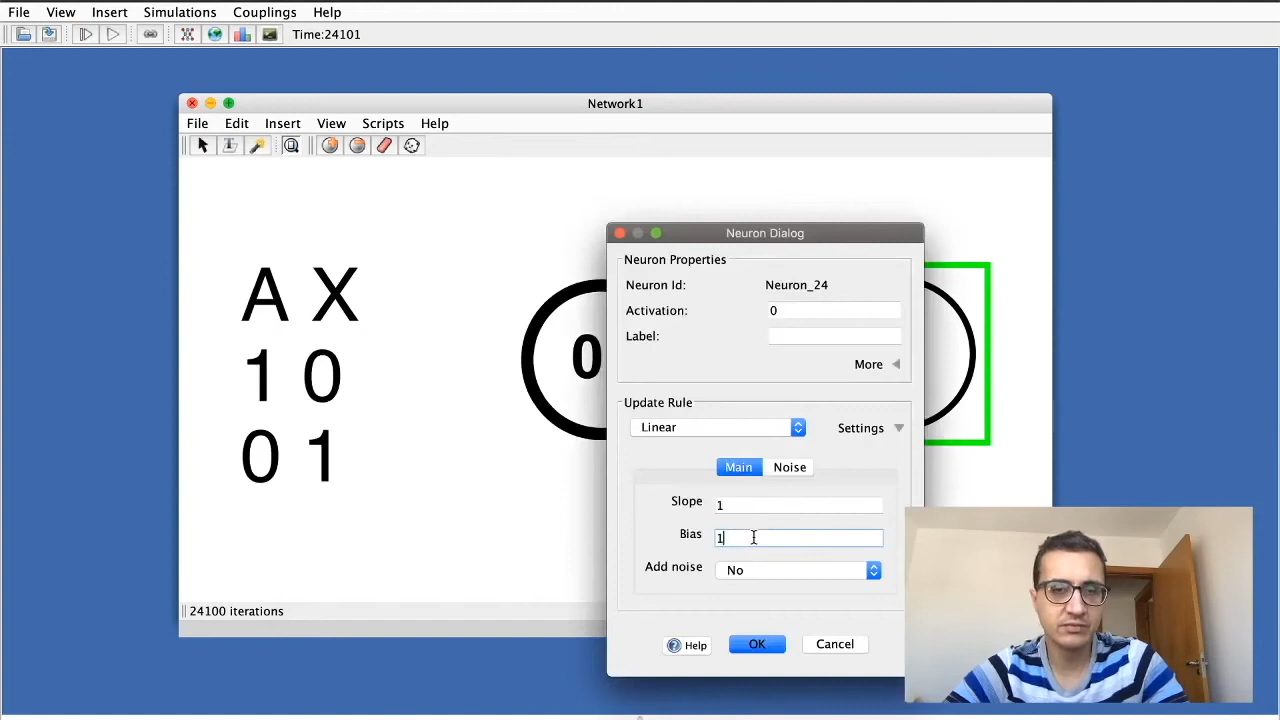 File View Insert Simulations Couplings Help
Time:24101
Network1
File Edit Insert View Scripts Help
A X
1 0
0 1
0
Neuron Dialog
Neuron Properties
Neuron Id: Neuron_24
Activation: 0
Label:
More
Update Rule
Linear
Settings
Main Noise
Slope 1
Bias 1
Add noise No
Help OK Cancel
24100 iterations